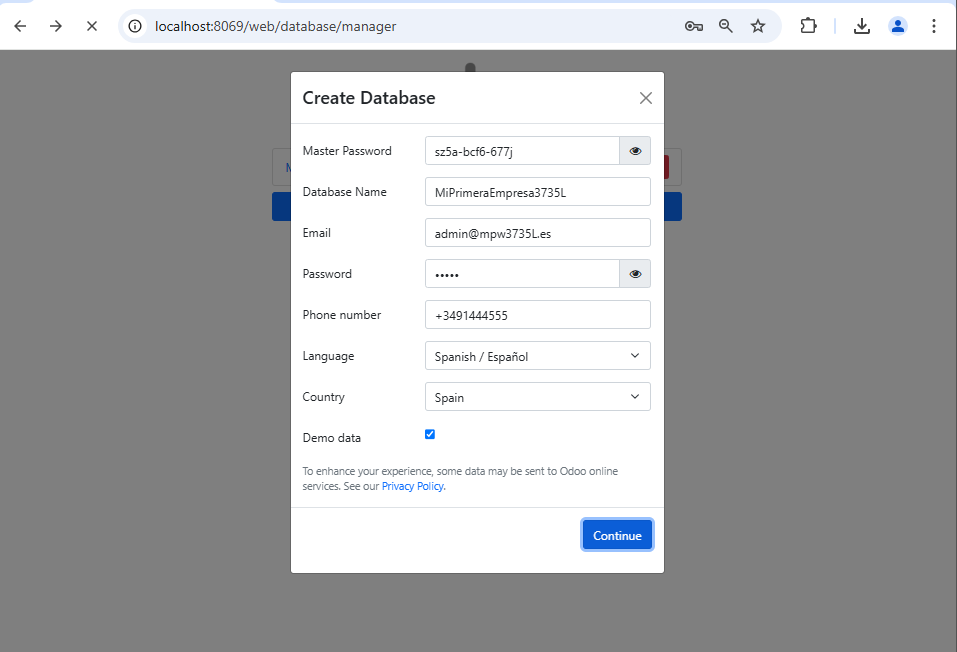 localhost:8069/web/database/manager
Create Database
Master Password
sz5a-bcf6-677j
Database Name
MiPrimeraEmpresa3735L
Email
admin@mpw3735L.es
Password
•••••
Phone number
+3491444555
Language
Spanish / Español
Country
Spain
Demo data
To enhance your experience, some data may be sent to Odoo online
services. See our Privacy Policy.
Continue